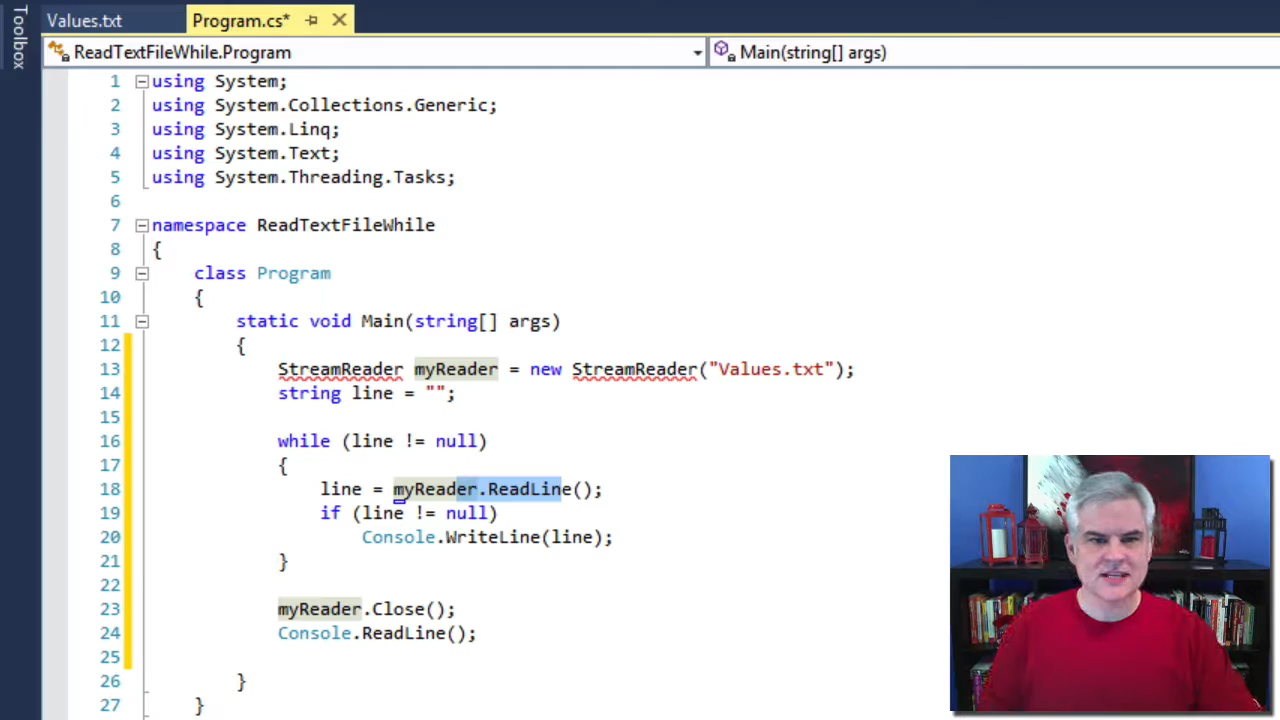 Toolbox
Values.txt
Program.cs*
ReadTextFileWhile.Program
Main(string[] args)
1 using System;
2 using System.Collections.Generic;
3 using System.Linq;
4 using System.Text;
5 using System.Threading.Tasks;
6
7 namespace ReadTextFileWhile
8 {
9 class Program
10 {
11 static void Main(string[] args)
12 {
13 StreamReader myReader = new StreamReader("Values.txt");
14 string line = "";
15
16 while (line != null)
17 {
18 line = myReader.ReadLine();
19 if (line != null)
20 Console.WriteLine(line);
21 }
22
23 myReader.Close();
24 Console.ReadLine();
25
26 }
27 }